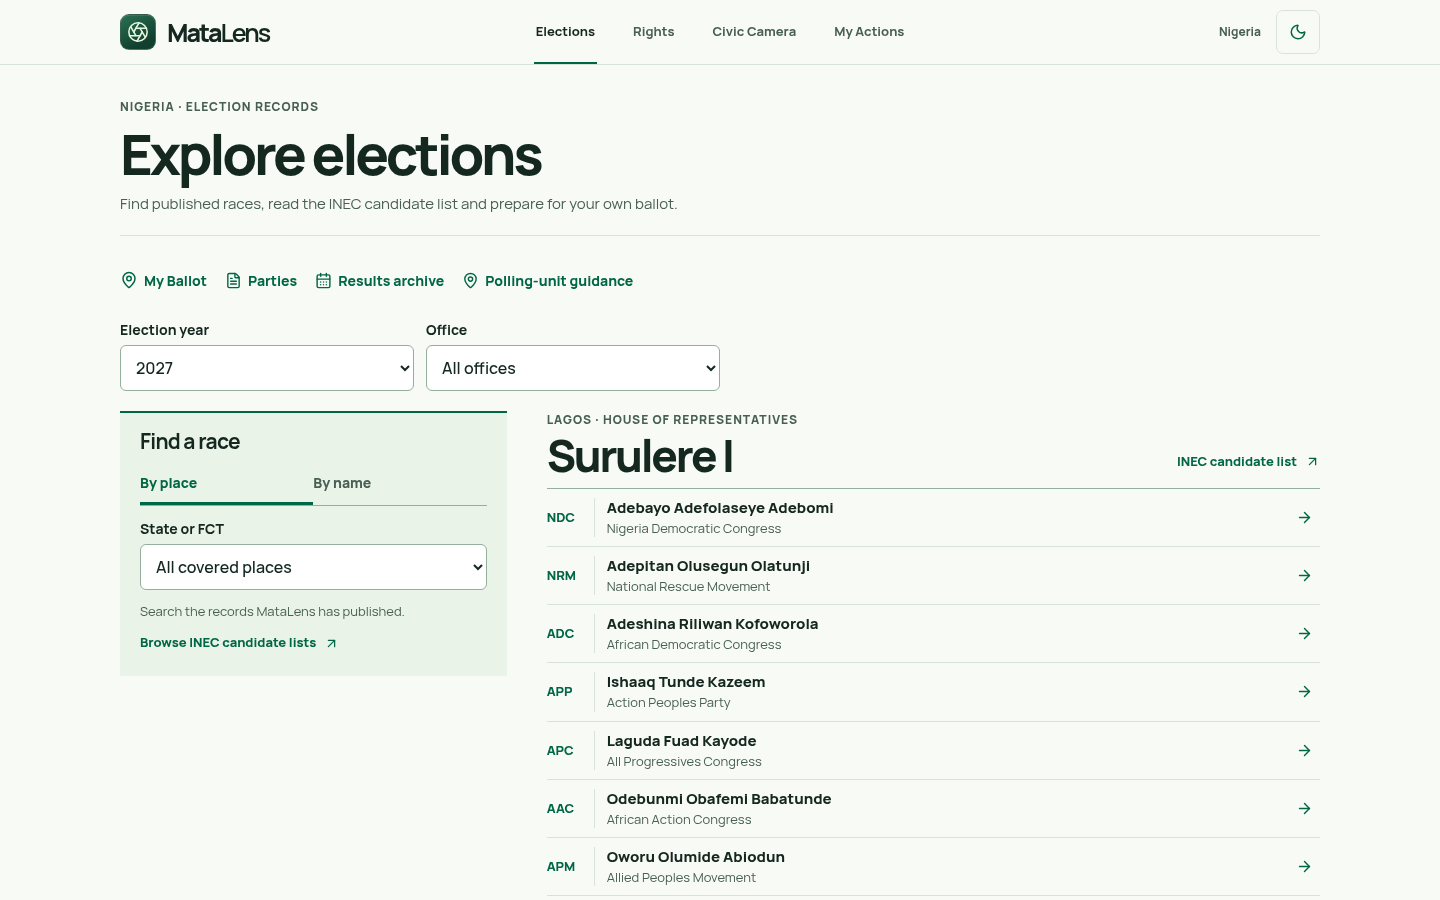 MataLens
Elections
Rights
Civic Camera
My Actions
Nigeria
NIGERIA · ELECTION RECORDS
Explore elections
Find published races, read the INEC candidate list and prepare for your own ballot.
My Ballot
Parties
Results archive
Polling-unit guidance
Election year
Office
2027
All offices
Find a race
By place
By name
State or FCT
All covered places
Search the records MataLens has published.
Browse INEC candidate lists
LAGOS · HOUSE OF REPRESENTATIVES
Surulere I
INEC candidate list
NDC
Adebayo Adefolaseye Adebomi
Nigeria Democratic Congress
NRM
Adepitan Olusegun Olatunji
National Rescue Movement
ADC
Adeshina Riliwan Kofoworola
African Democratic Congress
APP
Ishaaq Tunde Kazeem
Action Peoples Party
APC
Laguda Fuad Kayode
All Progressives Congress
AAC
Odebunmi Obafemi Babatunde
African Action Congress
APM
Oworu Olumide Abiodun
Allied Peoples Movement